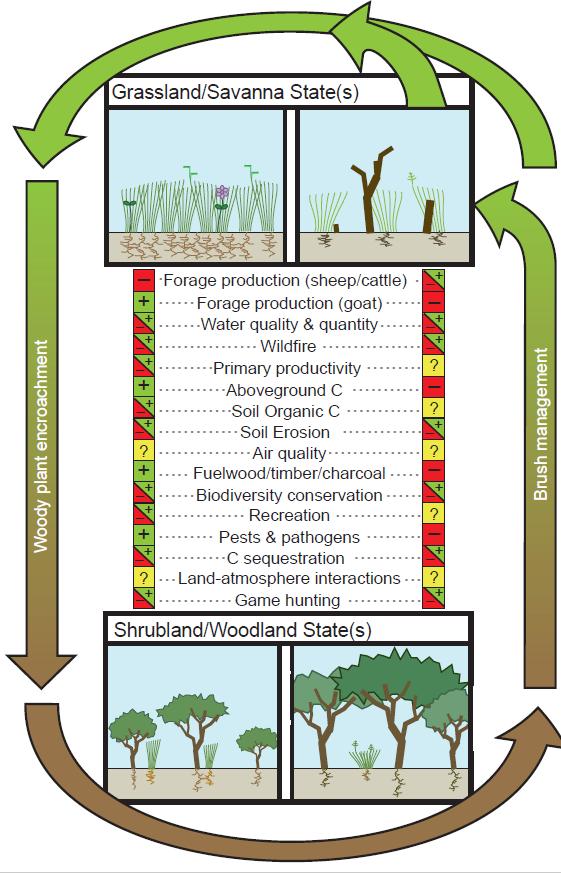 Grassland/Savanna State(s)
− Forage production (sheep/cattle) +−
+ Forage production (goat) −
+− Water quality & quantity +−
+− Wildfire +−
+− Primary productivity ?
+ Aboveground C −
+− Soil Organic C ?
+− Soil Erosion +−
? Air quality ?
+ Fuelwood/timber/charcoal −
+− Biodiversity conservation +−
+− Recreation ?
+ Pests & pathogens −
+− C sequestration +−
? Land-atmosphere interactions ?
+− Game hunting +−
Woody plant encroachment
Brush management
Shrubland/Woodland State(s)